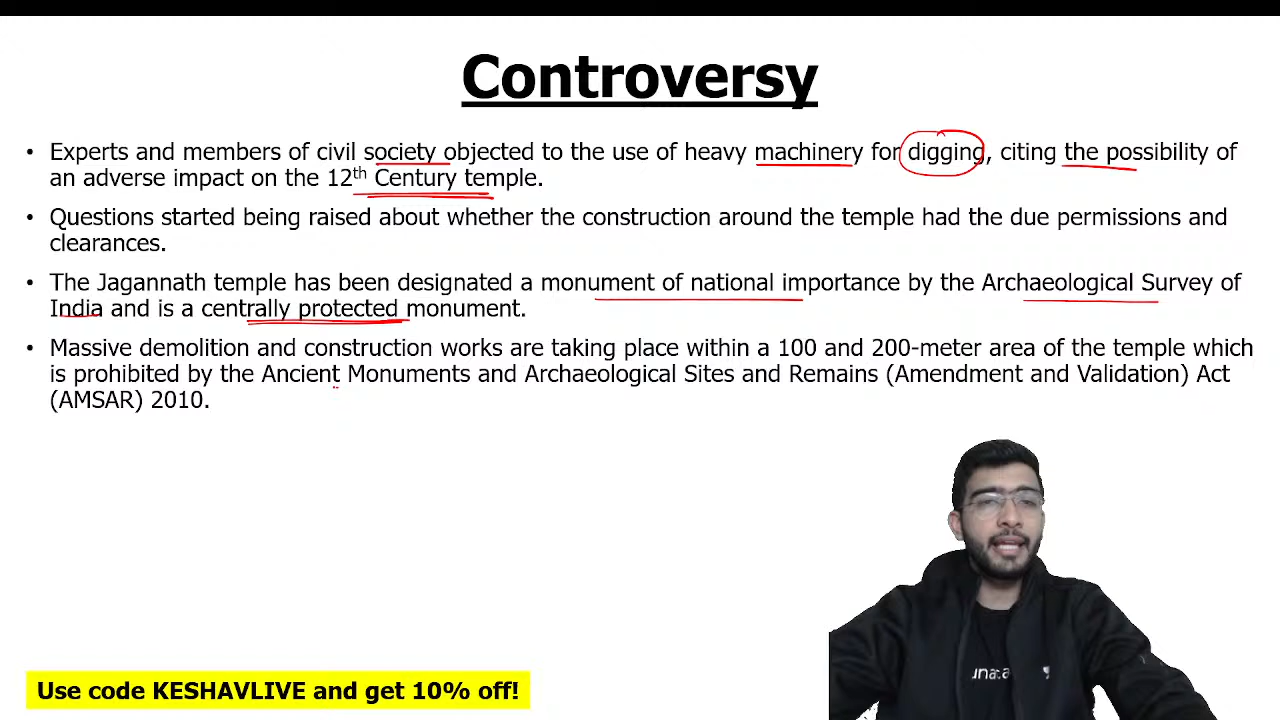 Controversy
• Experts and members of civil society objected to the use of heavy machinery for digging, citing the possibility of
an adverse impact on the 12th Century temple.
• Questions started being raised about whether the construction around the temple had the due permissions and
clearances.
• The Jagannath temple has been designated a monument of national importance by the Archaeological Survey of
India and is a centrally protected monument.
• Massive demolition and construction works are taking place within a 100 and 200-meter area of the temple which
is prohibited by the Ancient Monuments and Archaeological Sites and Remains (Amendment and Validation) Act
(AMSAR) 2010.
Use code KESHAVLIVE and get 10% off!